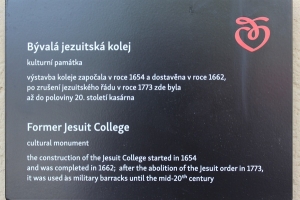 Bývalá jezuitská kolej
kulturní památka
výstavba koleje započala v roce 1654 a dostavěna v roce 1662,
po zrušení jezuitského řádu v roce 1773 zde byla
až do poloviny 20. století kasárna
Former Jesuit College
cultural monument
the construction of the Jesuit College started in 1654
and was completed in 1662; after the abolition of the Jesuit order in 1773,
it was used as military barracks until the mid-20th century